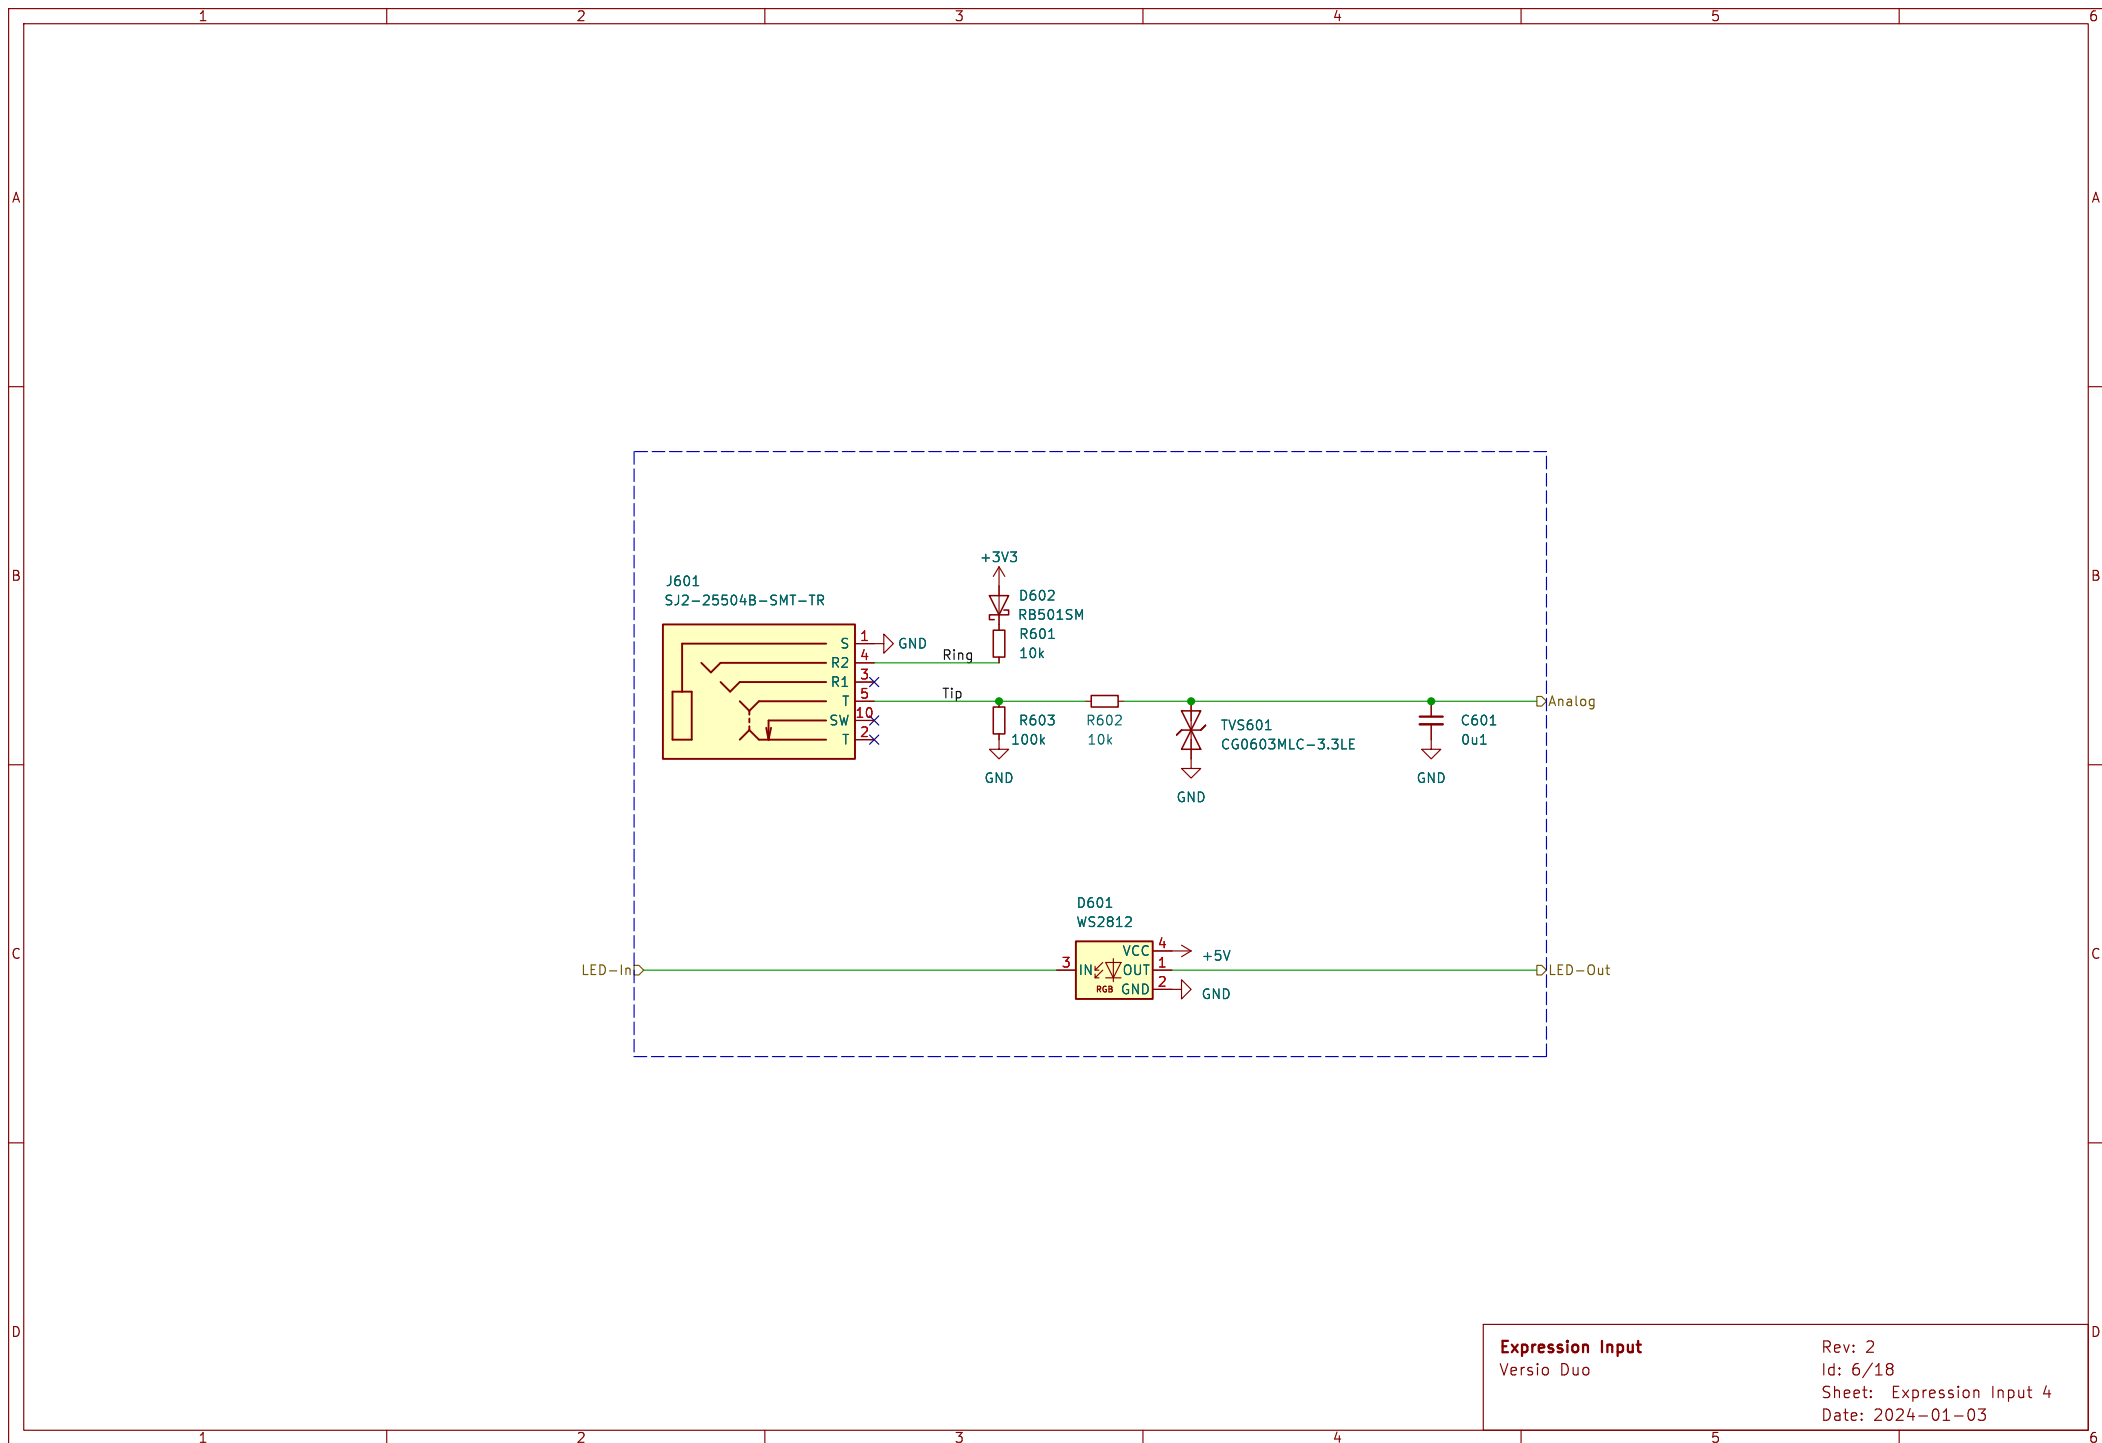 1 2 3 4 5 6
A A
B B
C C
D D
+3V3
J601
SJ2-25504B-SMT-TR
D602
RB501SM
R601
10k
S 1 GND
R2 4 Ring
R1 3
T 5 Tip
SW 10
T 2
R603
100k
GND
R602
10k
TVS601
CG0603MLC-3.3LE
GND
C601
0u1
GND
Analog
D601
WS2812
VCC 4 +5V
LED-In 3 IN OUT 1 LED-Out
RGB GND 2 GND
Expression Input
Versio Duo
Rev: 2
Id: 6/18
Sheet: Expression Input 4
Date: 2024-01-03
1 2 3 4 5 6